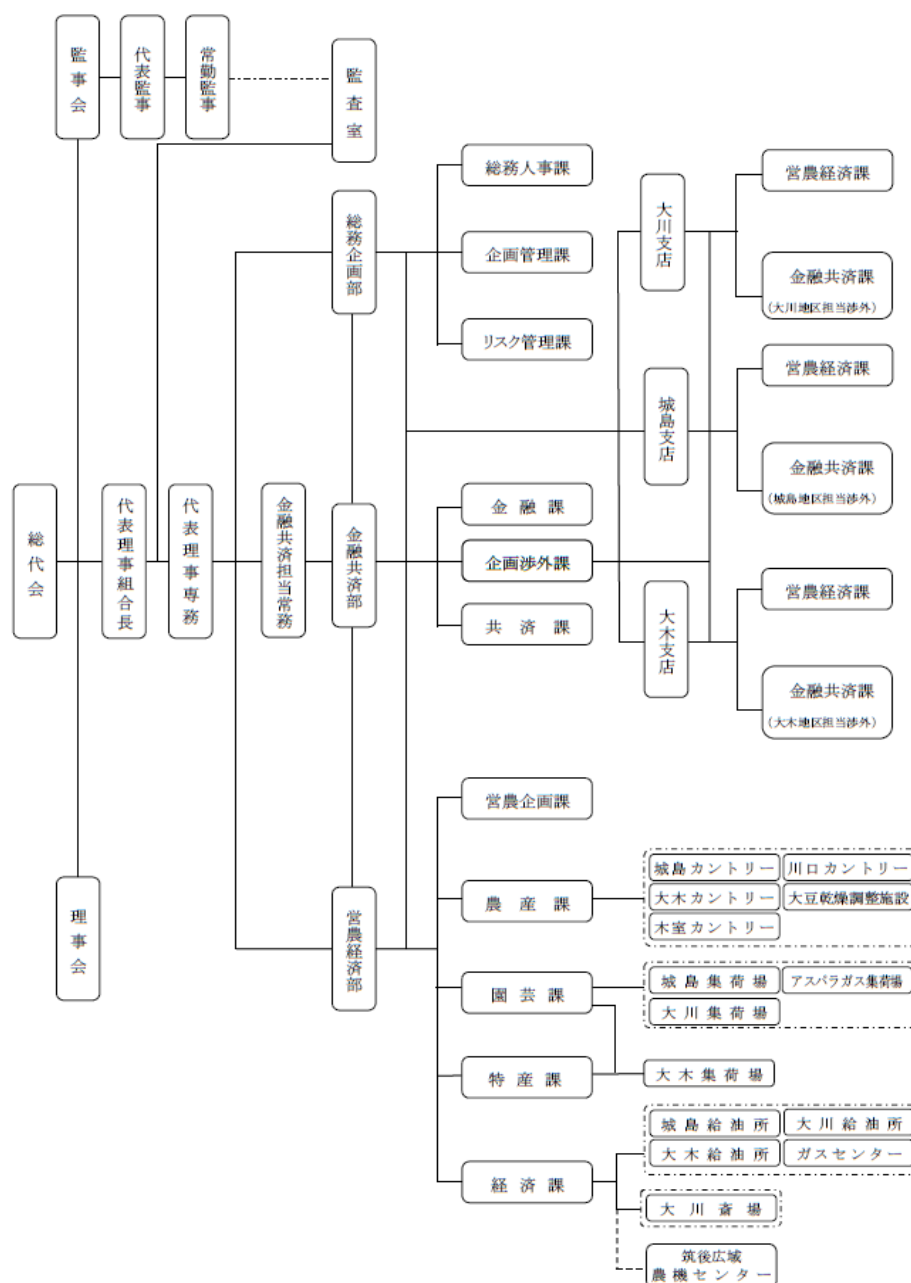 監事会
代表監事
常勤監事
監査室
総務人事課
企画管理課
リスク管理課
総務企画部
大川支店
営農経済課
金融共済課
(大川地区担当渉外)
城島支店
営農経済課
金融共済課
(城島地区担当渉外)
総代会
代表理事組合長
代表理事専務
金融共済担当常務
金融共済部
金融課
企画渉外課
共済課
大木支店
営農経済課
金融共済課
(大木地区担当渉外)
理事会
営農経済部
営農企画課
農産課
城島カントリー
川口カントリー
大木カントリー
大豆乾燥調整施設
木室カントリー
園芸課
城島集荷場
アスパラガス集荷場
大川集荷場
特産課
大木集荷場
経済課
城島給油所
大川給油所
大木給油所
ガスセンター
大川斎場
筑後広域
農機センター